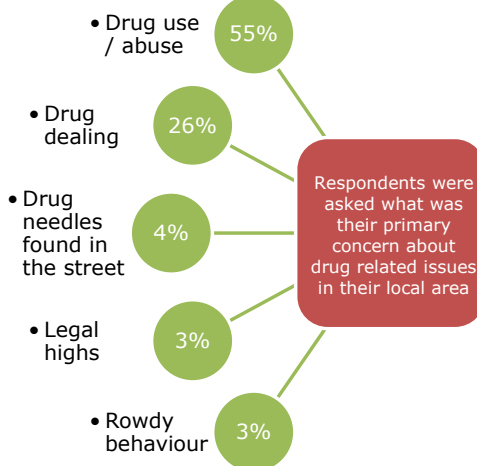 • Drug use
/ abuse
55%
• Drug
dealing
26%
• Drug
needles
found in
the street
4%
• Legal
highs
3%
• Rowdy
behaviour
3%
Respondents were
asked what was
their primary
concern about
drug related issues
in their local area